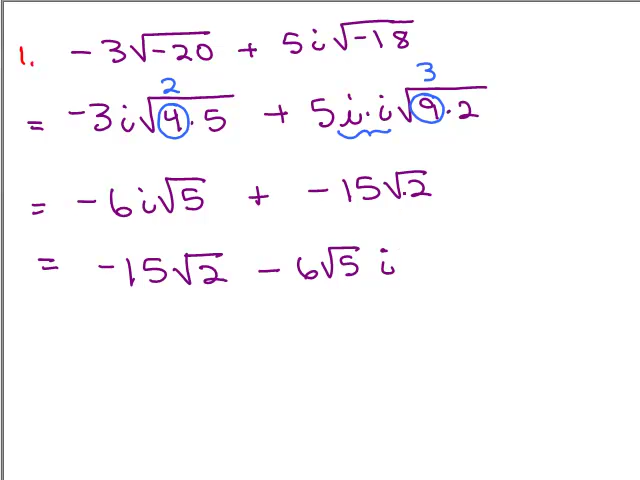 1. -3√-20 + 5i√-18
2 3
= -3i√4·5 + 5i·i√9·2
= -6i√5 + -15√2
= -15√2 - 6√5 i